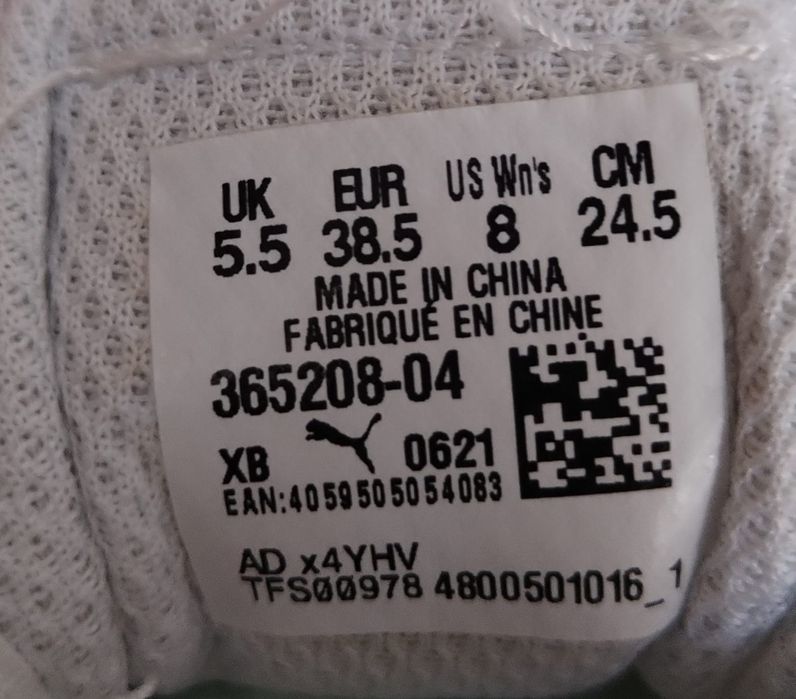 UK EUR US Wn's CM
5.5 38.5 8 24.5
MADE IN CHINA
FABRIQUÉ EN CHINE
365208-04
XB 0621
EAN:4059505054083
AD x4YHV
TFS00978 4800501016_1